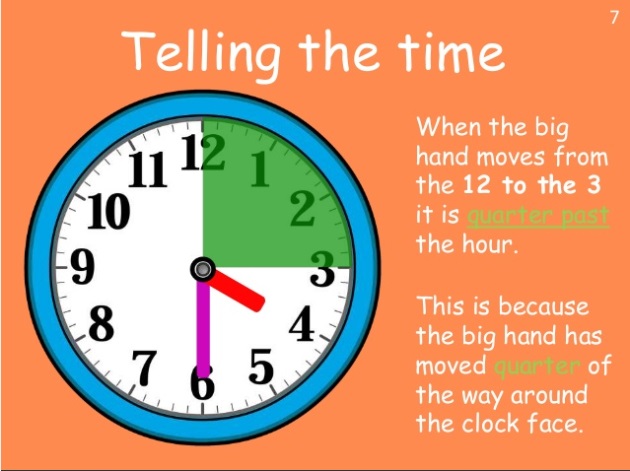 7
Telling the time
12
1
2
3
4
5
6
7
8
9
10
11
When the big
hand moves from
the 12 to the 3
it is quarter past
the hour.
This is because
the big hand has
moved quarter of
the way around
the clock face.